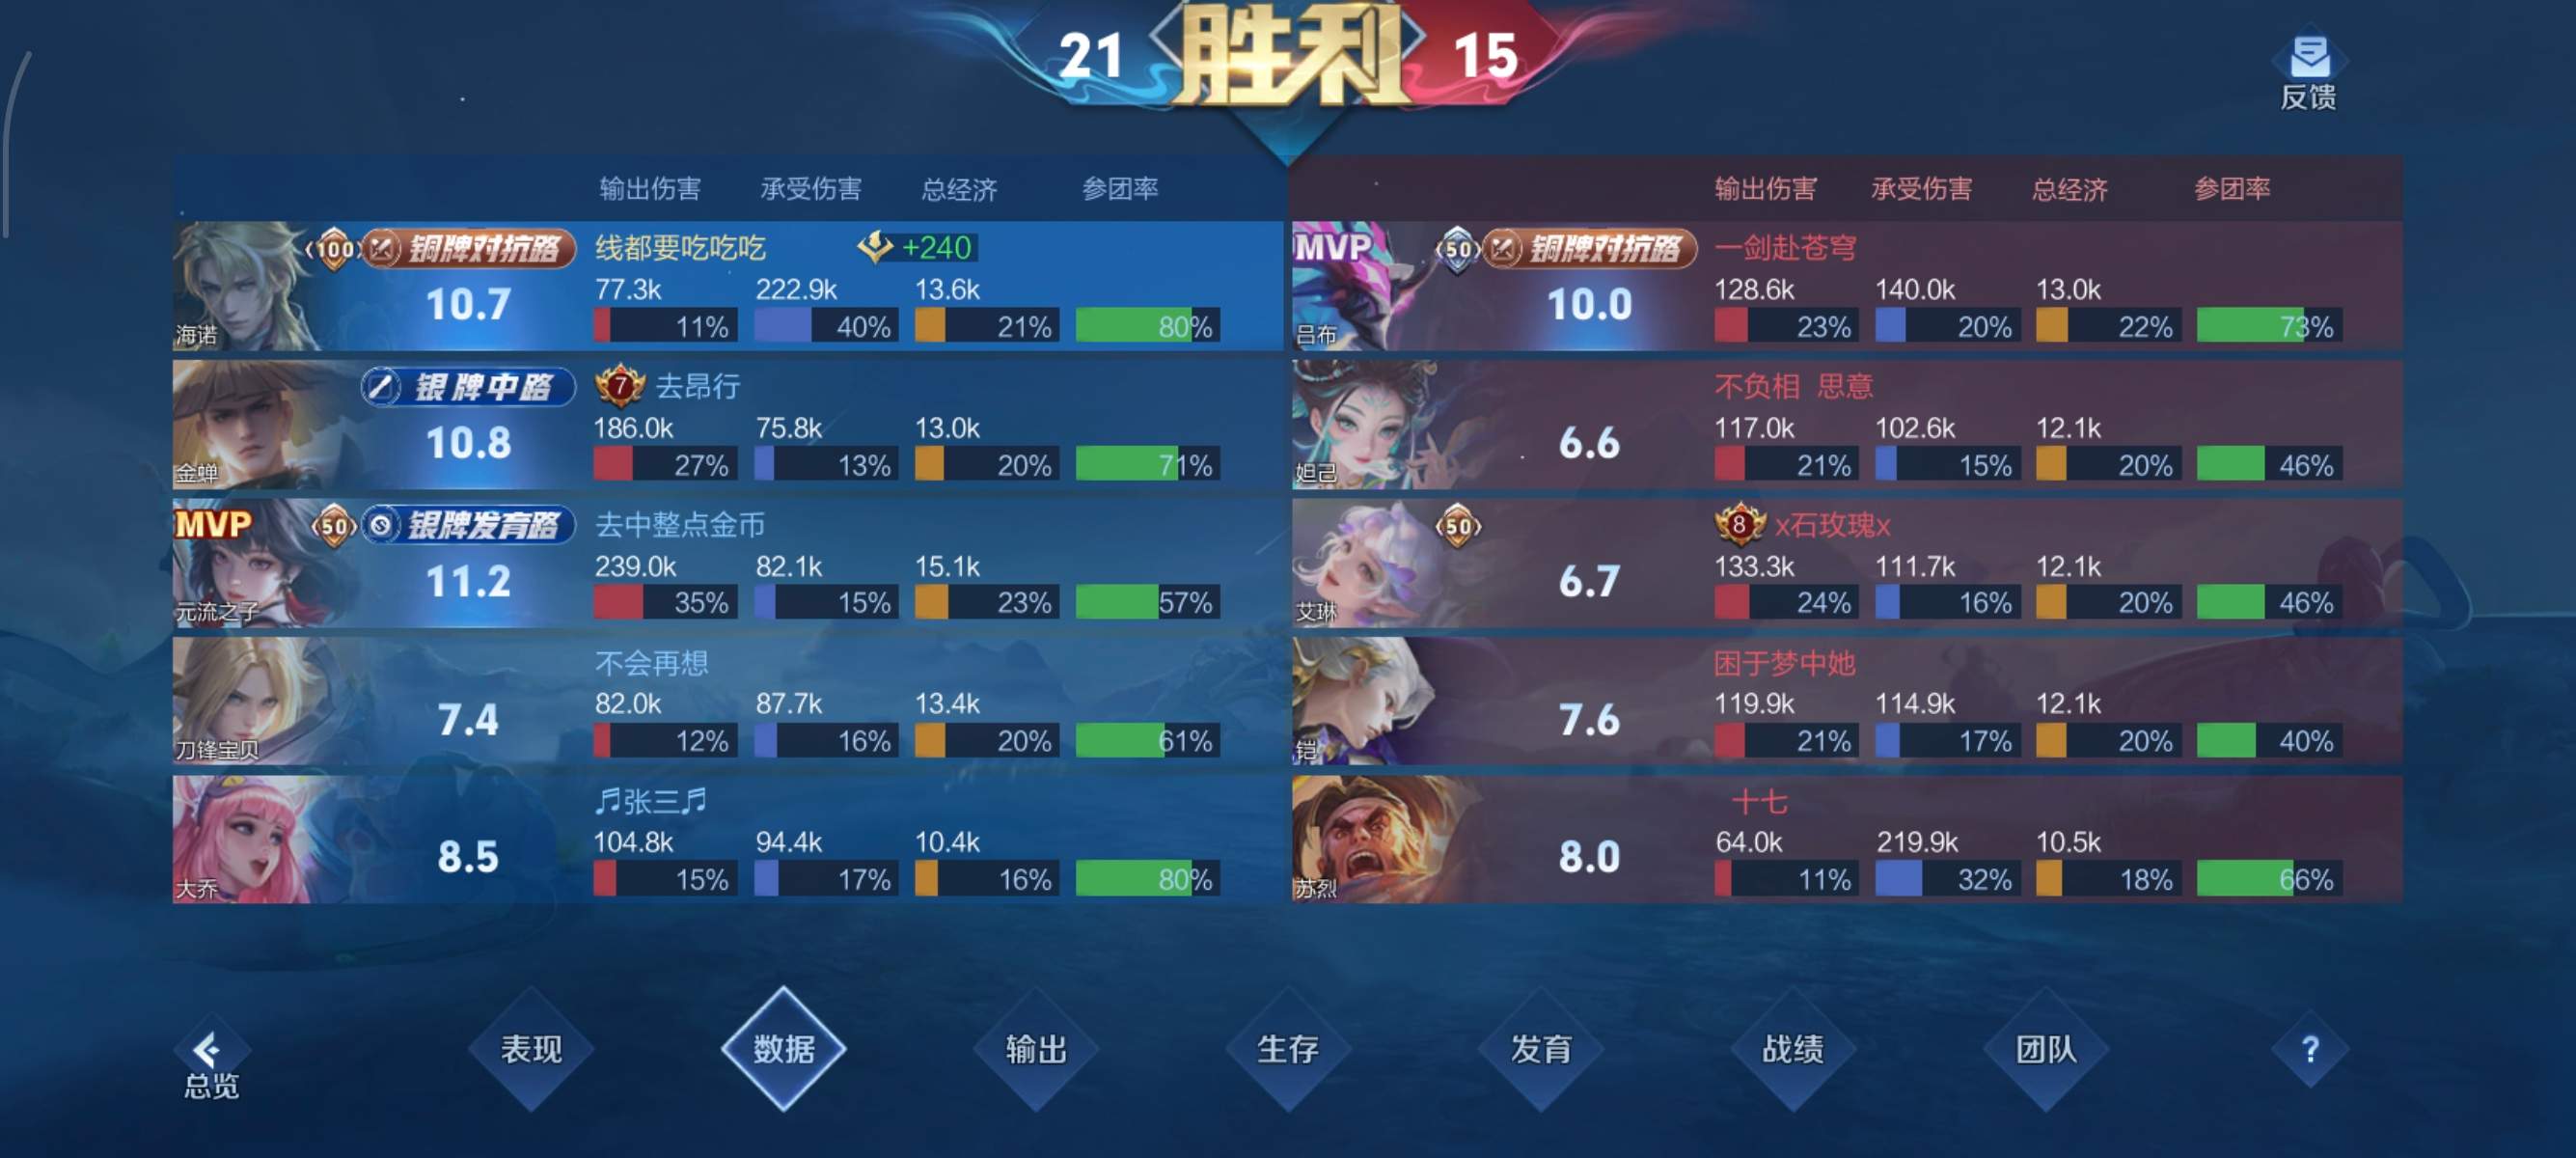 21 胜利 15
反馈
输出伤害 承受伤害 总经济 参团率
输出伤害 承受伤害 总经济 参团率
海诺 100 铜牌对抗路 10.7
线都要吃吃吃 +240
77.3k 222.9k 13.6k
11% 40% 21% 80%
MVP 吕布 50 铜牌对抗路 10.0
一剑赴苍穹
128.6k 140.0k 13.0k
23% 20% 22% 73%
金蝉 银牌中路 10.8
7 去昂行
186.0k 75.8k 13.0k
27% 13% 20% 71%
妲己 6.6
不负相 思意
117.0k 102.6k 12.1k
21% 15% 20% 46%
MVP 元流之子 50 银牌发育路 11.2
去中整点金币
239.0k 82.1k 15.1k
35% 15% 23% 57%
艾琳 50 6.7
8 x石玫瑰x
133.3k 111.7k 12.1k
24% 16% 20% 46%
刀锋宝贝 7.4
不会再想
82.0k 87.7k 13.4k
12% 16% 20% 61%
铠 7.6
困于梦中她
119.9k 114.9k 12.1k
21% 17% 20% 40%
大乔 8.5
♬张三♬
104.8k 94.4k 10.4k
15% 17% 16% 80%
苏烈 8.0
十七
64.0k 219.9k 10.5k
11% 32% 18% 66%
总览 表现 数据 输出 生存 发育 战绩 团队 ?